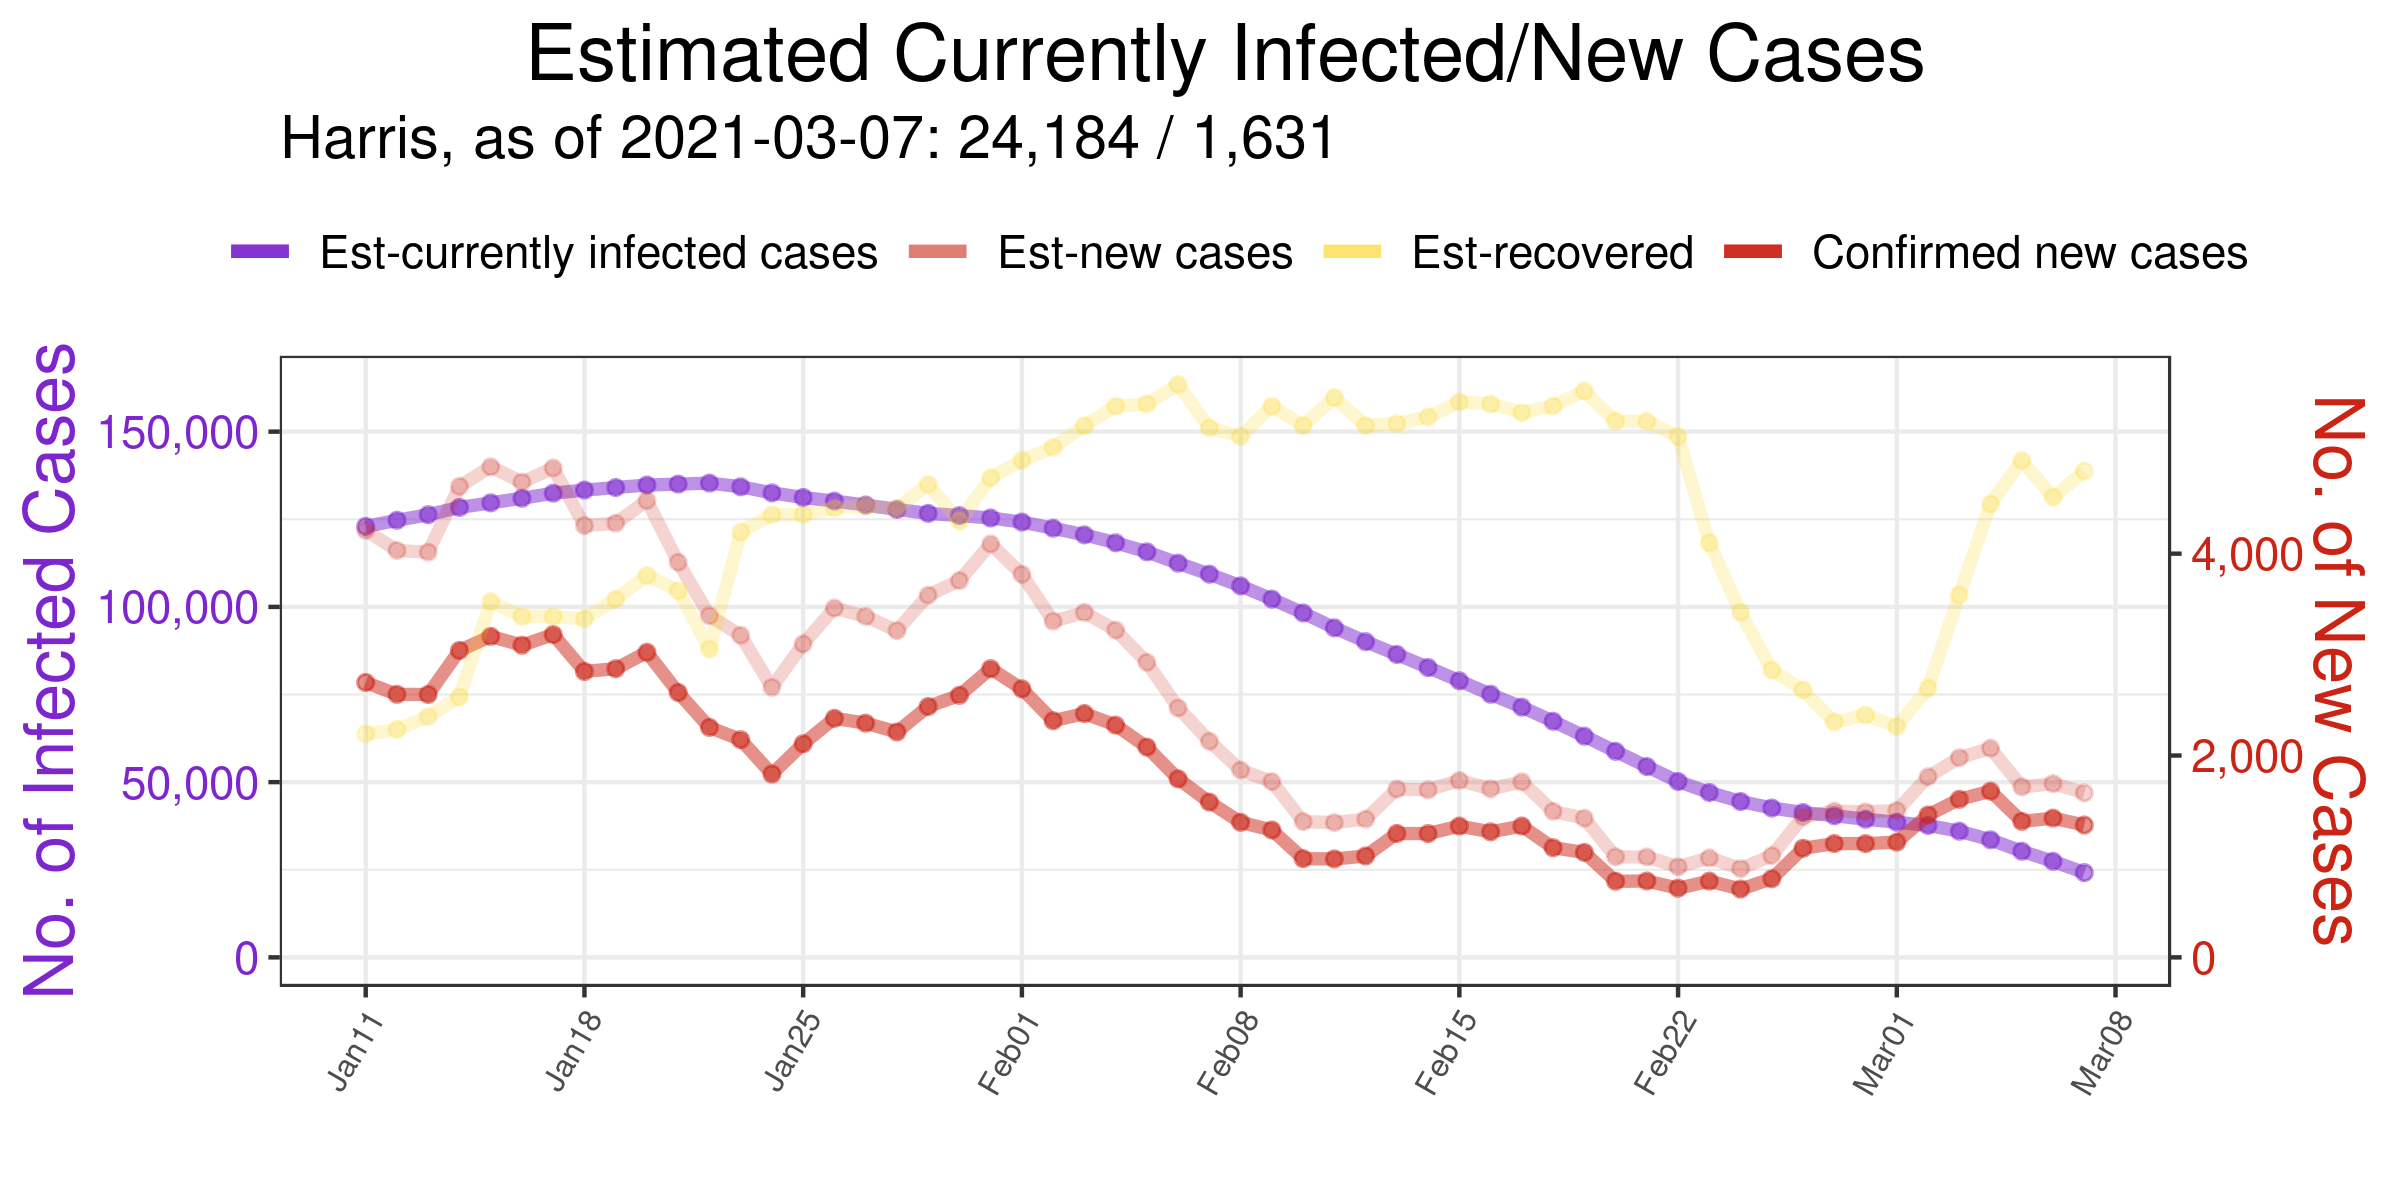 Estimated Currently Infected/New Cases
Harris, as of 2021-03-07: 24,184 / 1,631
Est-currently infected cases Est-new cases Est-recovered Confirmed new cases
No. of Infected Cases
150,000
100,000
50,000
0
No. of New Cases
4,000
2,000
0
Jan11 Jan18 Jan25 Feb01 Feb08 Feb15 Feb22 Mar01 Mar08